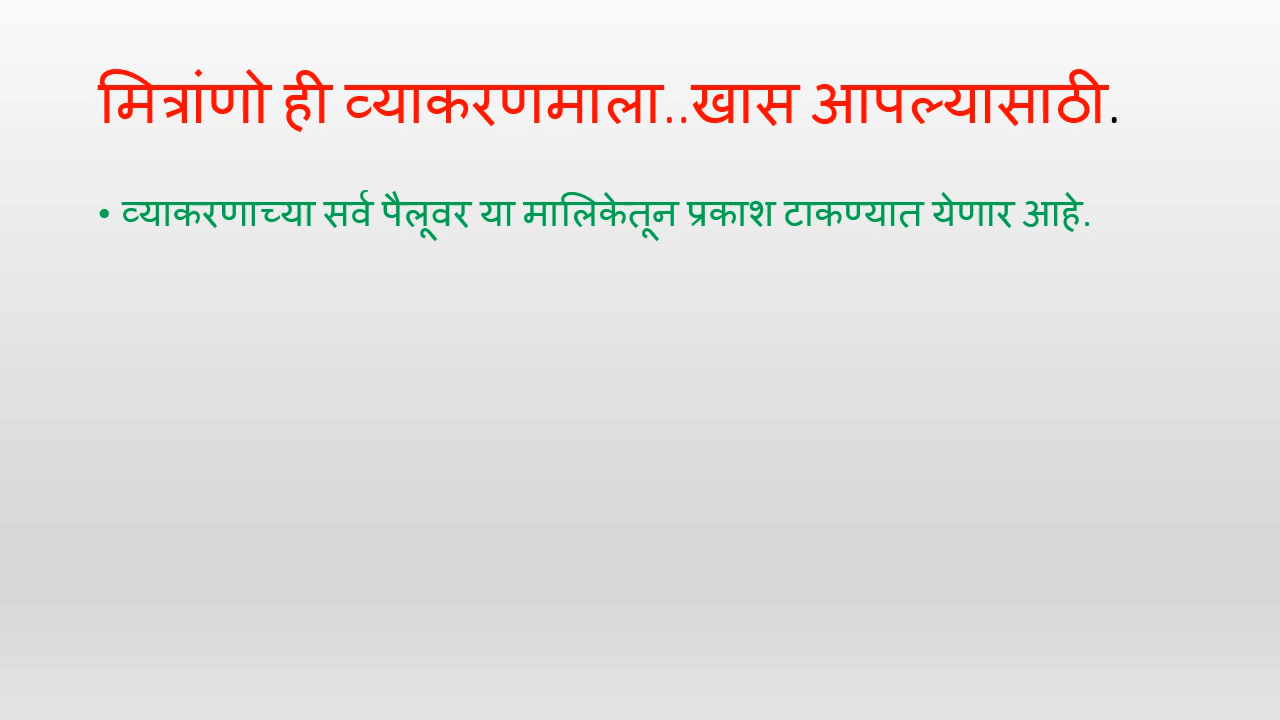 मित्रांणो ही व्याकरणमाला..खास आपल्यासाठी.
• व्याकरणाच्या सर्व पैलूवर या मालिकेतून प्रकाश टाकण्यात येणार आहे.